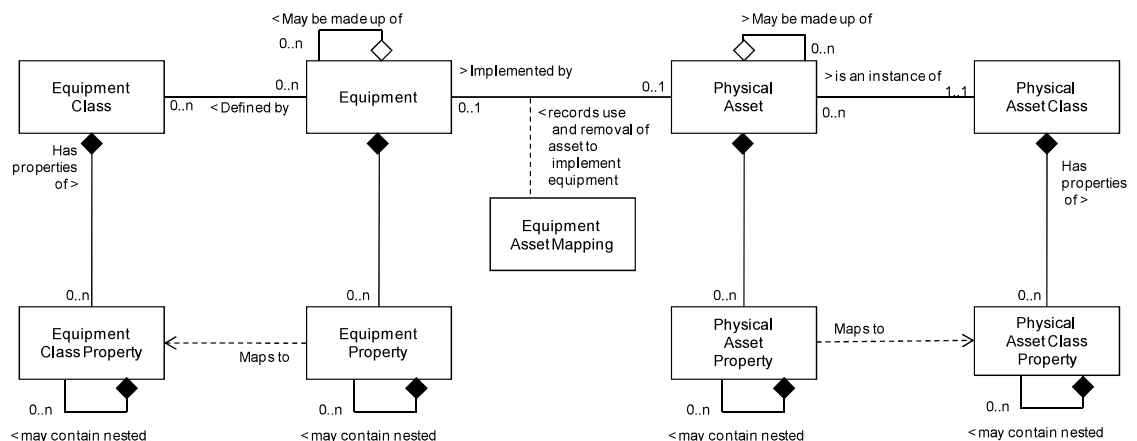 < May be made up of
0..n
Equipment
Class
0..n
< Defined by
0..n
Equipment
> Implemented by
0..1
0..1
< records use
and removal of
asset to
implement
equipment
Equipment
Asset Mapping
< May be made up of
0..n
Physical
Asset
> is an instance of
0..n
1..1
Physical
Asset Class
Has
properties
of >
Has
properties
of >
0..n
0..n
0..n
0..n
Equipment
Class Property
Maps to
Equipment
Property
Physical
Asset
Property
Maps to
Physical
Asset Class
Property
0..n
0..n
0..n
0..n
< may contain nested
< may contain nested
< may contain nested
< may contain nested